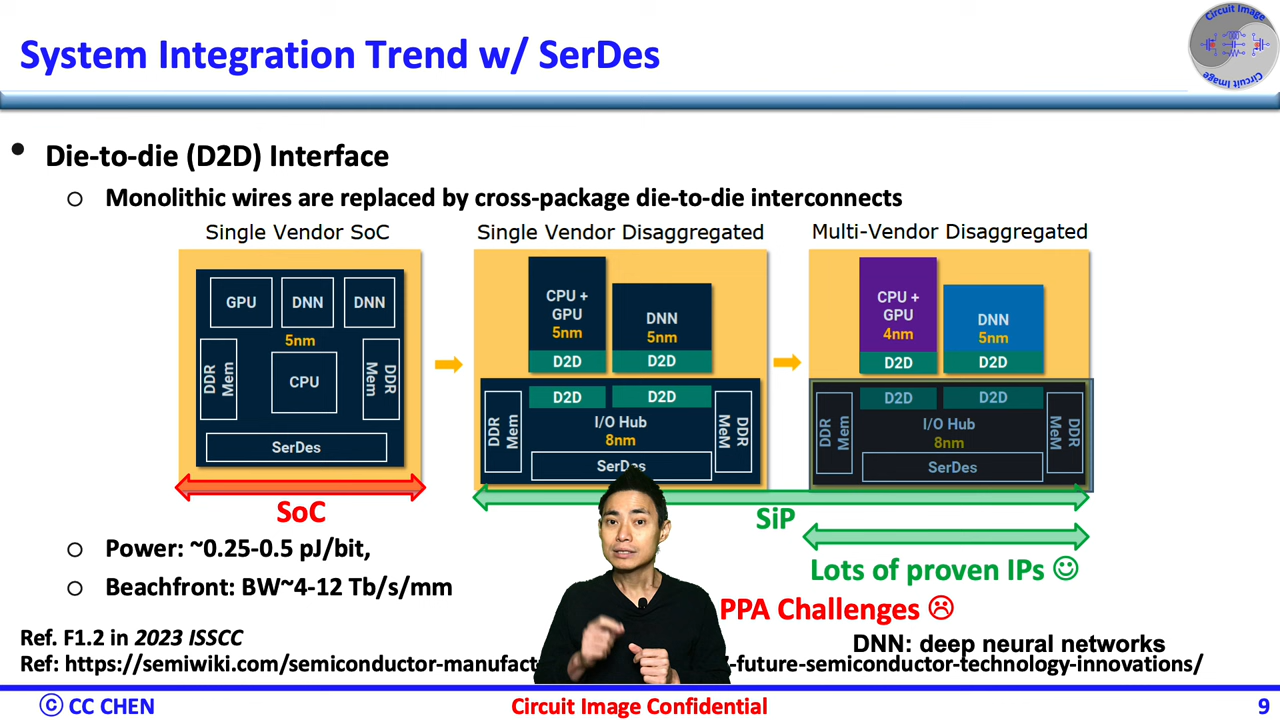 System Integration Trend w/ SerDes
Circuit Image
Circuit Image
• Die-to-die (D2D) Interface
o Monolithic wires are replaced by cross-package die-to-die interconnects
Single Vendor SoC
GPU
DNN
DNN
5nm
DDR
Mem
CPU
DDR
Mem
SerDes
SoC
Single Vendor Disaggregated
CPU +
GPU
5nm
D2D
DNN
5nm
D2D
D2D
D2D
DDR
Mem
I/O Hub
8nm
DDR
MeM
SerDes
Multi-Vendor Disaggregated
CPU +
GPU
4nm
D2D
DNN
5nm
D2D
D2D
D2D
DDR
Mem
I/O Hub
8nm
DDR
MeM
SerDes
SiP
Lots of proven IPs ☺
PPA Challenges ☹
o Power: ~0.25-0.5 pJ/bit,
o Beachfront: BW~4-12 Tb/s/mm
DNN: deep neural networks
Ref. F1.2 in 2023 ISSCC
Ref: https://semiwiki.com/semiconductor-manufact -future-semiconductor-technology-innovations/
© CC CHEN
Circuit Image Confidential
9